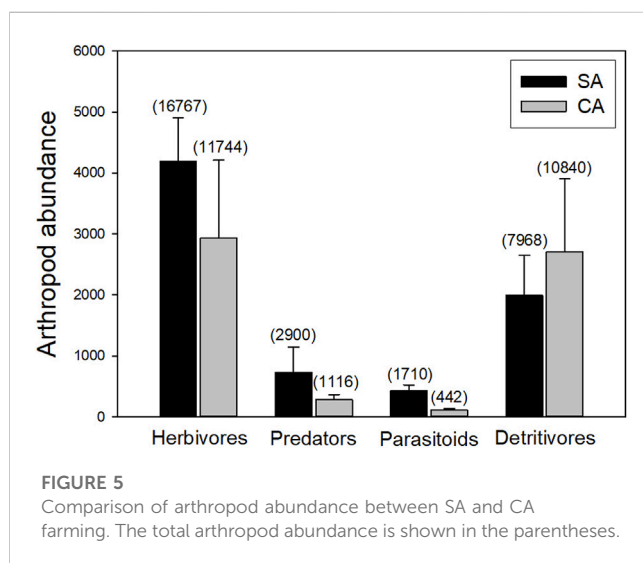 6000
5000
4000
3000
2000
1000
0
Arthropod abundance
SA
CA
(16767)
(11744)
(2900)
(1116)
(1710)
(442)
(7968)
(10840)
Herbivores Predators Parasitoids Detritivores
FIGURE 5
Comparison of arthropod abundance between SA and CA
farming. The total arthropod abundance is shown in the parentheses.